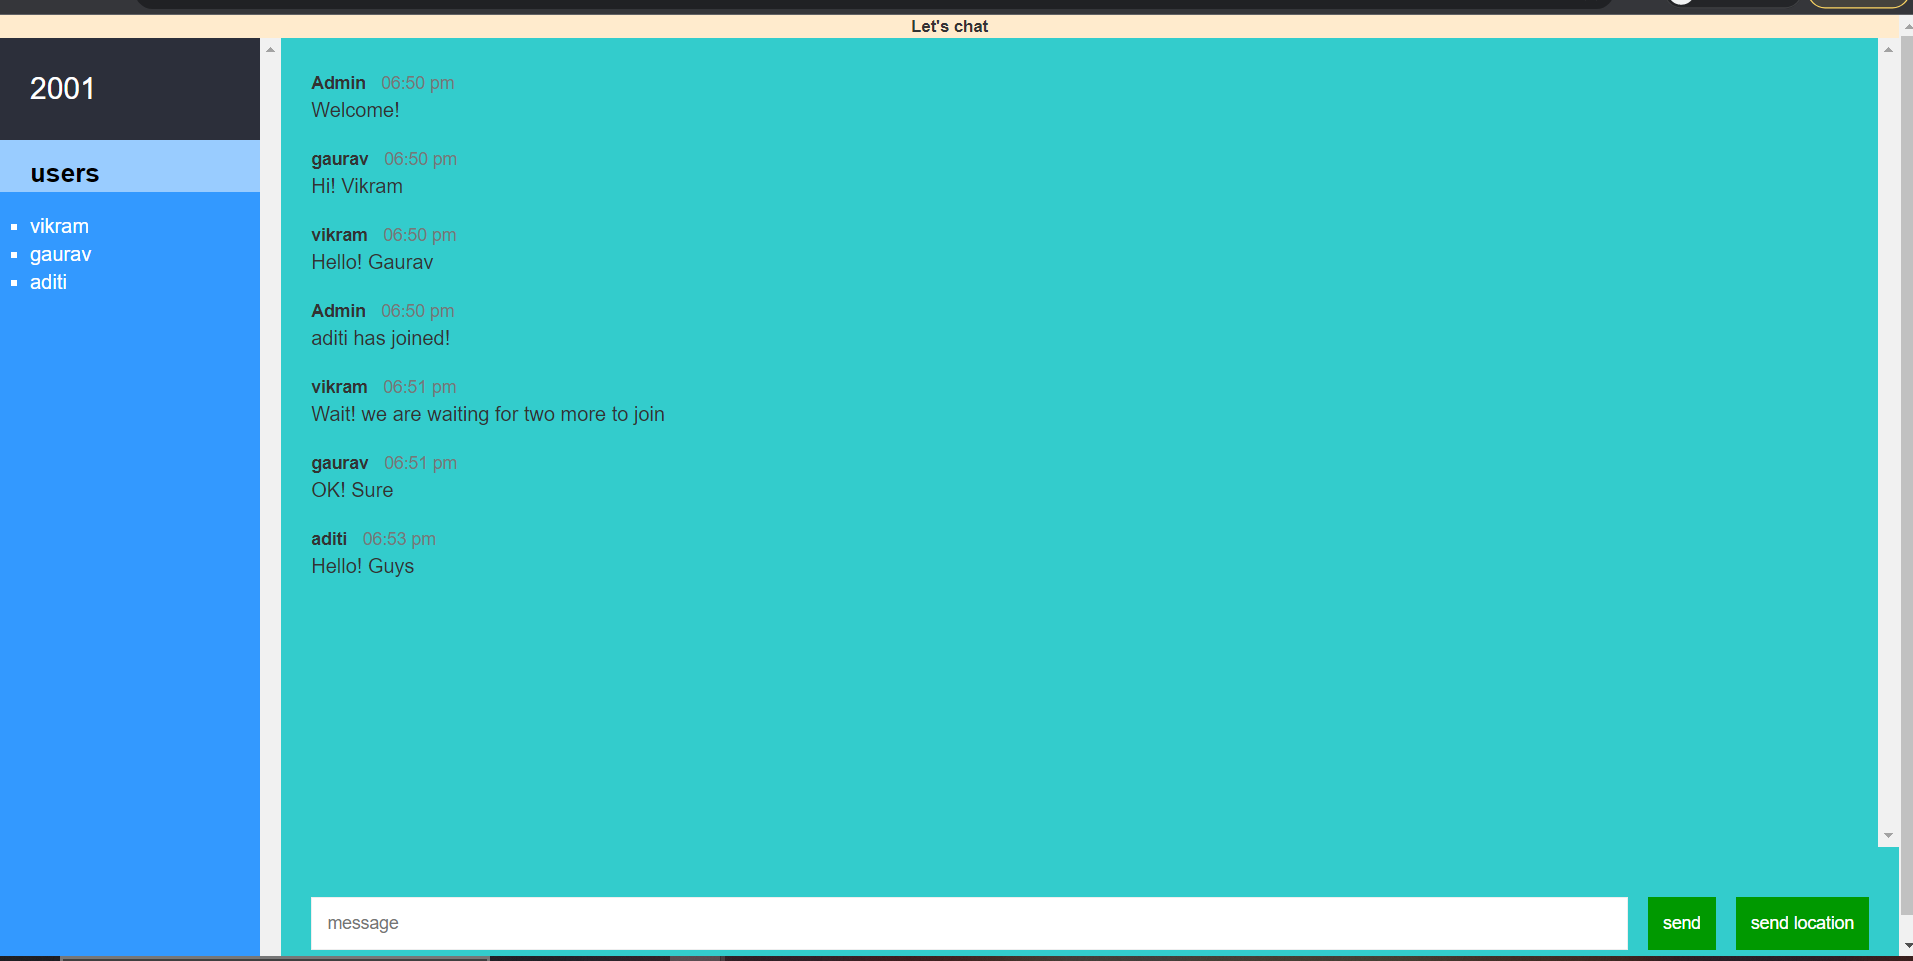 Let's chat
2001
users
vikram
gaurav
aditi
Admin 06:50 pm
Welcome!
gaurav 06:50 pm
Hi! Vikram
vikram 06:50 pm
Hello! Gaurav
Admin 06:50 pm
aditi has joined!
vikram 06:51 pm
Wait! we are waiting for two more to join
gaurav 06:51 pm
OK! Sure
aditi 06:53 pm
Hello! Guys
message
send
send location